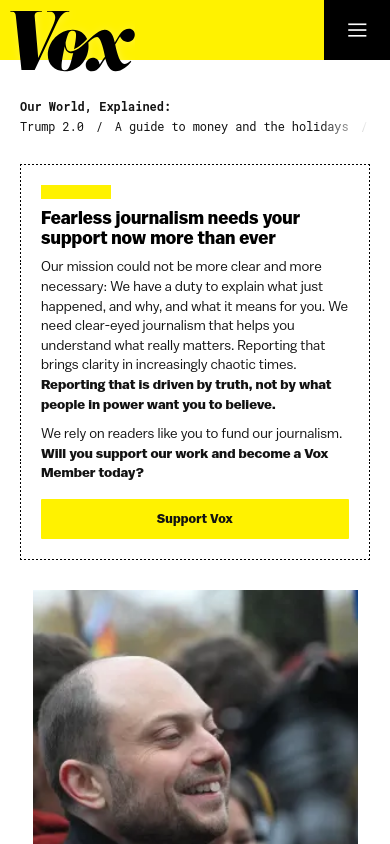 Vox
Our World, Explained:
Trump 2.0 / A guide to money and the holidays /
Fearless journalism needs your
support now more than ever
Our mission could not be more clear and more
necessary: We have a duty to explain what just
happened, and why, and what it means for you. We
need clear-eyed journalism that helps you
understand what really matters. Reporting that
brings clarity in increasingly chaotic times.
Reporting that is driven by truth, not by what
people in power want you to believe.
We rely on readers like you to fund our journalism.
Will you support our work and become a Vox
Member today?
Support Vox